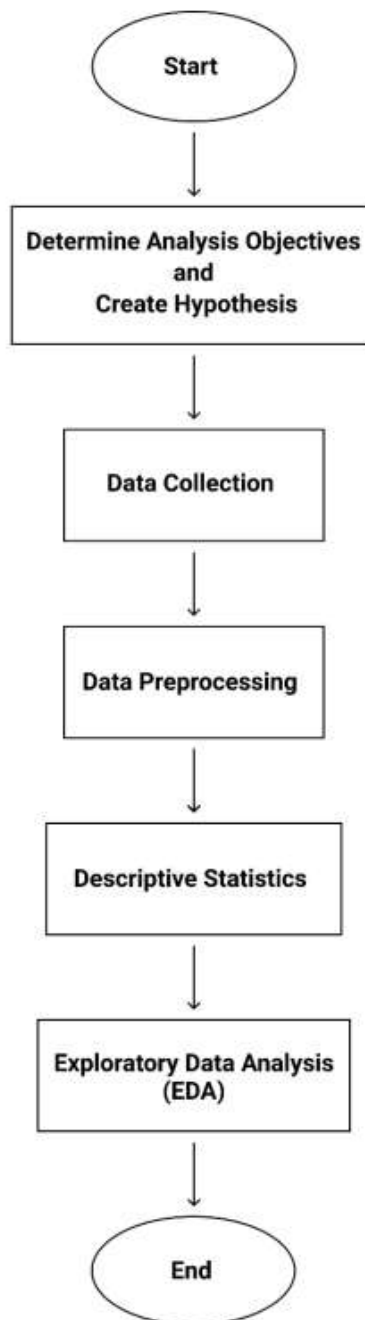 Start
Determine Analysis Objectives
and
Create Hypothesis
Data Collection
Data Preprocessing
Descriptive Statistics
Exploratory Data Analysis
(EDA)
End